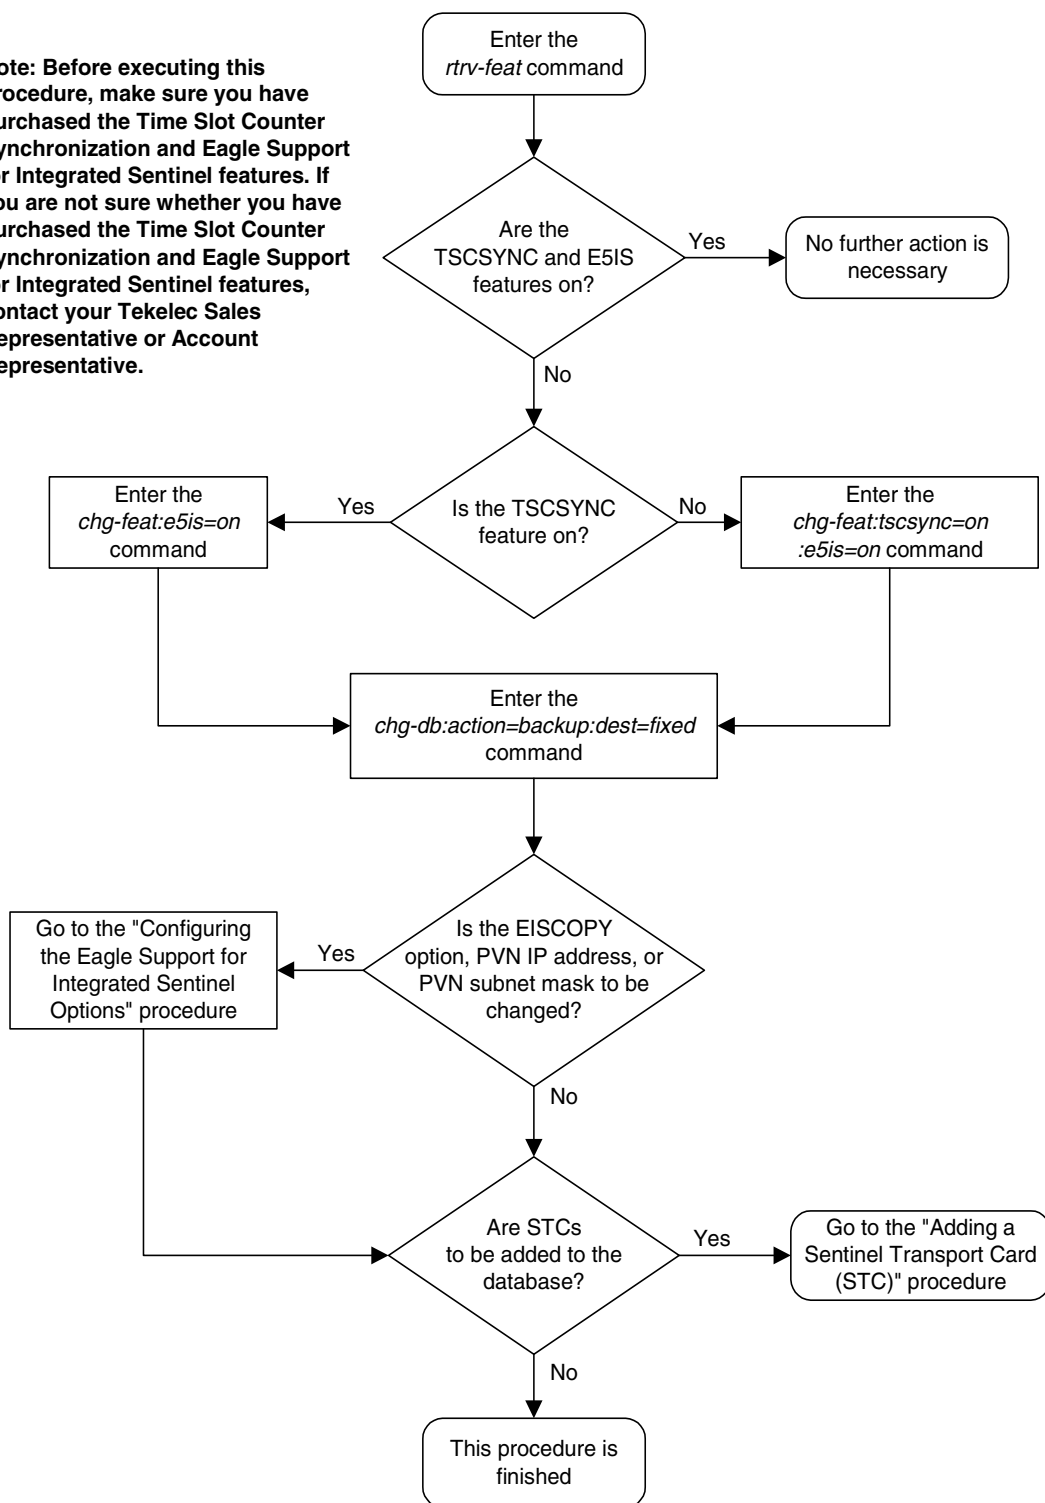 Enter the
rtrv-feat command
ote: Before executing this
rocedure, make sure you have
urchased the Time Slot Counter
ynchronization and Eagle Support
or Integrated Sentinel features. If
ou are not sure whether you have
urchased the Time Slot Counter
ynchronization and Eagle Support
or Integrated Sentinel features,
ontact your Tekelec Sales
epresentative or Account
epresentative.
Are the
TSCSYNC and E5IS
features on?
Yes
No further action is
necessary
No
Is the TSCSYNC
feature on?
Yes
Enter the
chg-feat:e5is=on
command
No
Enter the
chg-feat:tscsync=on
:e5is=on command
Enter the
chg-db:action=backup:dest=fixed
command
Is the EISCOPY
option, PVN IP address, or
PVN subnet mask to be
changed?
Yes
Go to the "Configuring
the Eagle Support for
Integrated Sentinel
Options" procedure
No
Are STCs
to be added to the
database?
Yes
Go to the "Adding a
Sentinel Transport Card
(STC)" procedure
No
This procedure is
finished